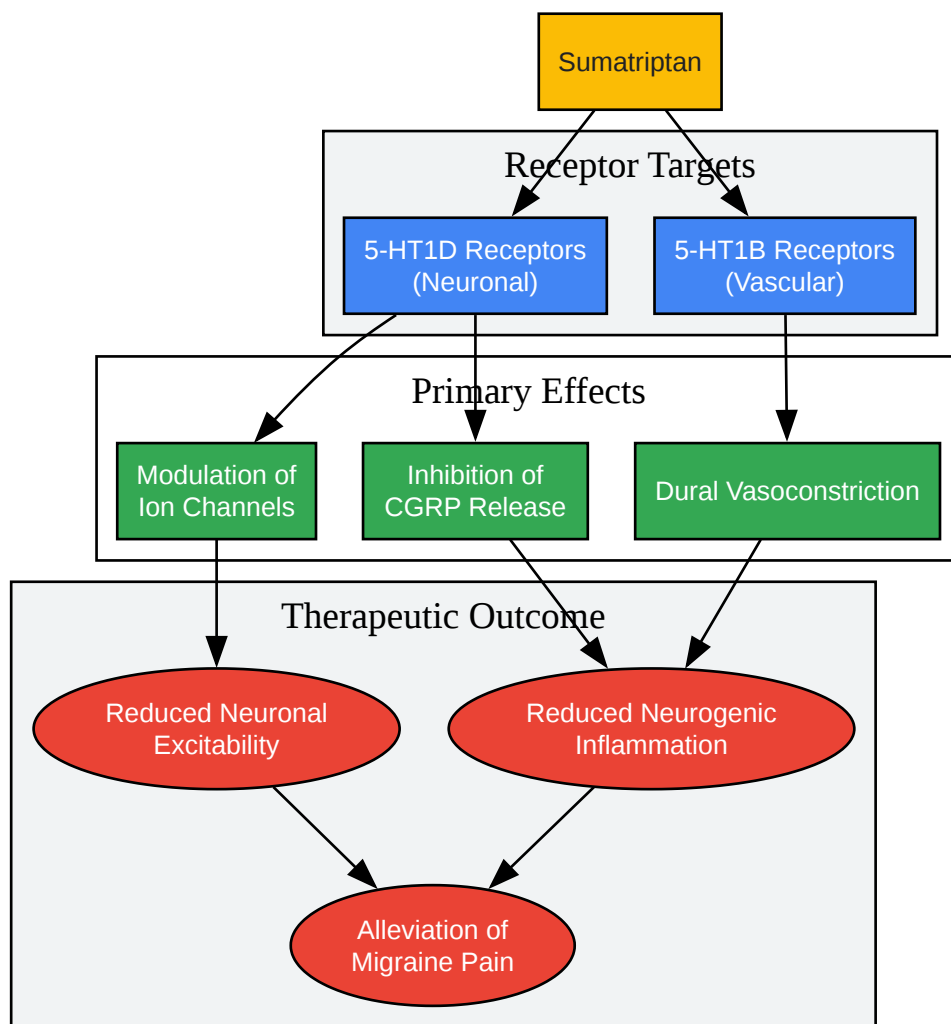 Sumatriptan
Receptor Targets
5-HT1D Receptors
(Neuronal)
5-HT1B Receptors
(Vascular)
Primary Effects
Modulation of
Ion Channels
Inhibition of
CGRP Release
Dural Vasoconstriction
Therapeutic Outcome
Reduced Neuronal
Excitability
Reduced Neurogenic
Inflammation
Alleviation of
Migraine Pain